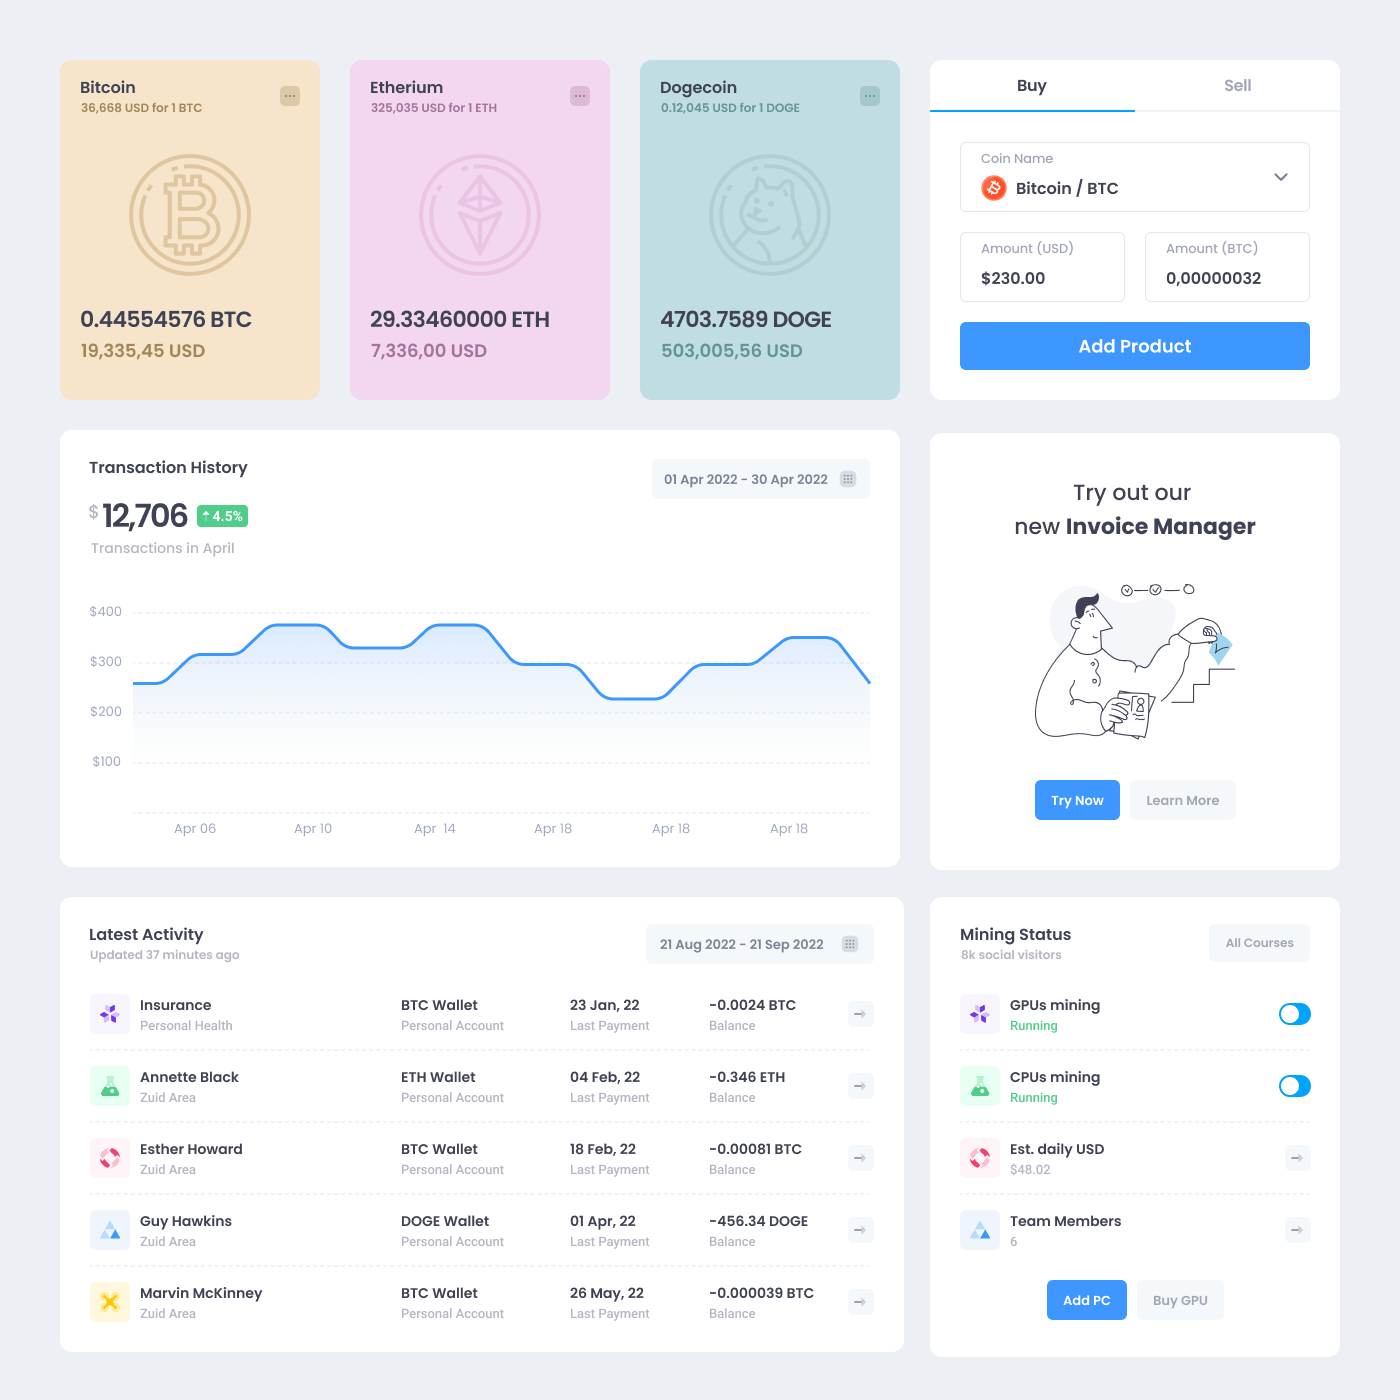 Bitcoin
36,668 USD for 1 BTC
0.44554576 BTC
19,335,45 USD
Etherium
325,035 USD for 1 ETH
29.33460000 ETH
7,336,00 USD
Dogecoin
0.12,045 USD for 1 DOGE
4703.7589 DOGE
503,005,56 USD
Buy
Sell
Coin Name
Bitcoin / BTC
Amount (USD)
$230.00
Amount (BTC)
0,00000032
Add Product
Transaction History
01 Apr 2022 - 30 Apr 2022
$12,706
4.5%
Transactions in April
$400
$300
$200
$100
Apr 06
Apr 10
Apr 14
Apr 18
Apr 18
Apr 18
Try out our
new Invoice Manager
Try Now
Learn More
Latest Activity
Updated 37 minutes ago
21 Aug 2022 - 21 Sep 2022
Insurance
Personal Health
BTC Wallet
Personal Account
23 Jan, 22
Last Payment
-0.0024 BTC
Balance
Annette Black
Zuid Area
ETH Wallet
Personal Account
04 Feb, 22
Last Payment
-0.346 ETH
Balance
Esther Howard
Zuid Area
BTC Wallet
Personal Account
18 Feb, 22
Last Payment
-0.00081 BTC
Balance
Guy Hawkins
Zuid Area
DOGE Wallet
Personal Account
01 Apr, 22
Last Payment
-456.34 DOGE
Balance
Marvin McKinney
Zuid Area
BTC Wallet
Personal Account
26 May, 22
Last Payment
-0.000039 BTC
Balance
Mining Status
8k social visitors
All Courses
GPUs mining
Running
CPUs mining
Running
Est. daily USD
$48.02
Team Members
6
Add PC
Buy GPU